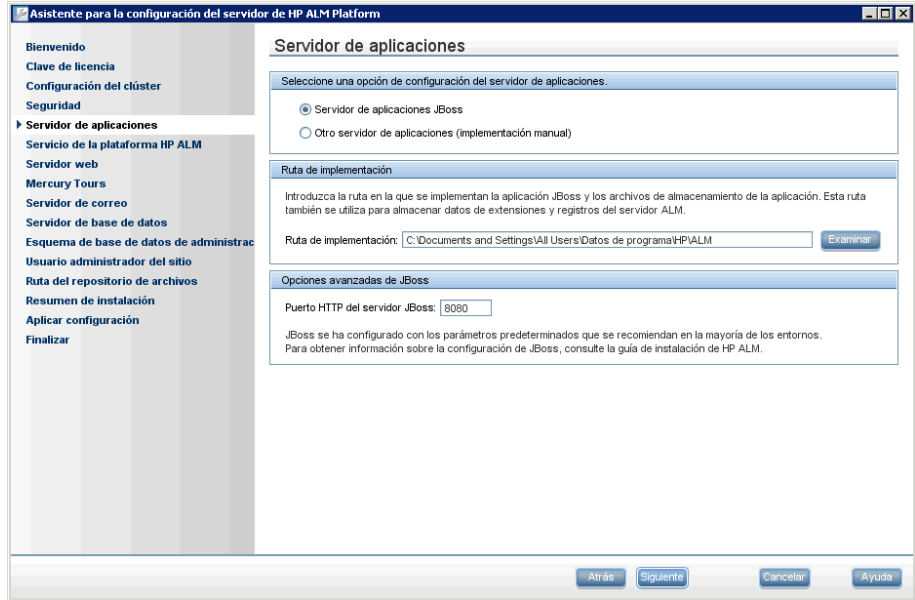 Asistente para la configuración del servidor de HP ALM Platform
Bienvenido
Clave de licencia
Configuración del clúster
Seguridad
Servidor de aplicaciones
Servicio de la plataforma HP ALM
Servidor web
Mercury Tours
Servidor de correo
Servidor de base de datos
Esquema de base de datos de administrac
Usuario administrador del sitio
Ruta del repositorio de archivos
Resumen de instalación
Aplicar configuración
Finalizar
Servidor de aplicaciones
Seleccione una opción de configuración del servidor de aplicaciones.
Servidor de aplicaciones JBoss
Otro servidor de aplicaciones (implementación manual)
Ruta de implementación
Introduzca la ruta en la que se implementan la aplicación JBoss y los archivos de almacenamiento de la aplicación. Esta ruta
también se utiliza para almacenar datos de extensiones y registros del servidor ALM.
Ruta de implementación: C:\Documents and Settings\All Users\Datos de programa\HP\ALM Examinar
Opciones avanzadas de JBoss
Puerto HTTP del servidor JBoss: 8080
JBoss se ha configurado con los parámetros predeterminados que se recomiendan en la mayoría de los entornos.
Para obtener información sobre la configuración de JBoss, consulte la guía de instalación de HP ALM.
Atrás Siguiente Cancelar Ayuda